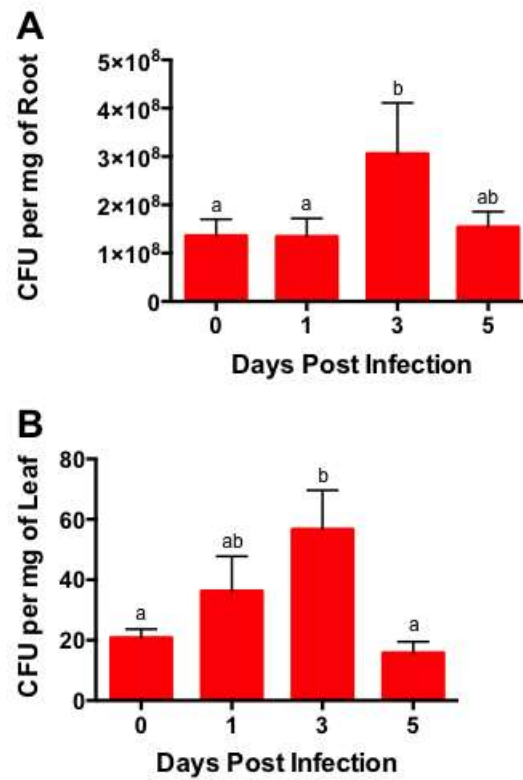 A
CFU per mg of Root
5×10⁸
4×10⁸
3×10⁸
2×10⁸
1×10⁸
0
a
a
b
ab
0 1 3 5
Days Post Infection
B
CFU per mg of Leaf
80
60
40
20
0
a
ab
b
a
0 1 3 5
Days Post Infection